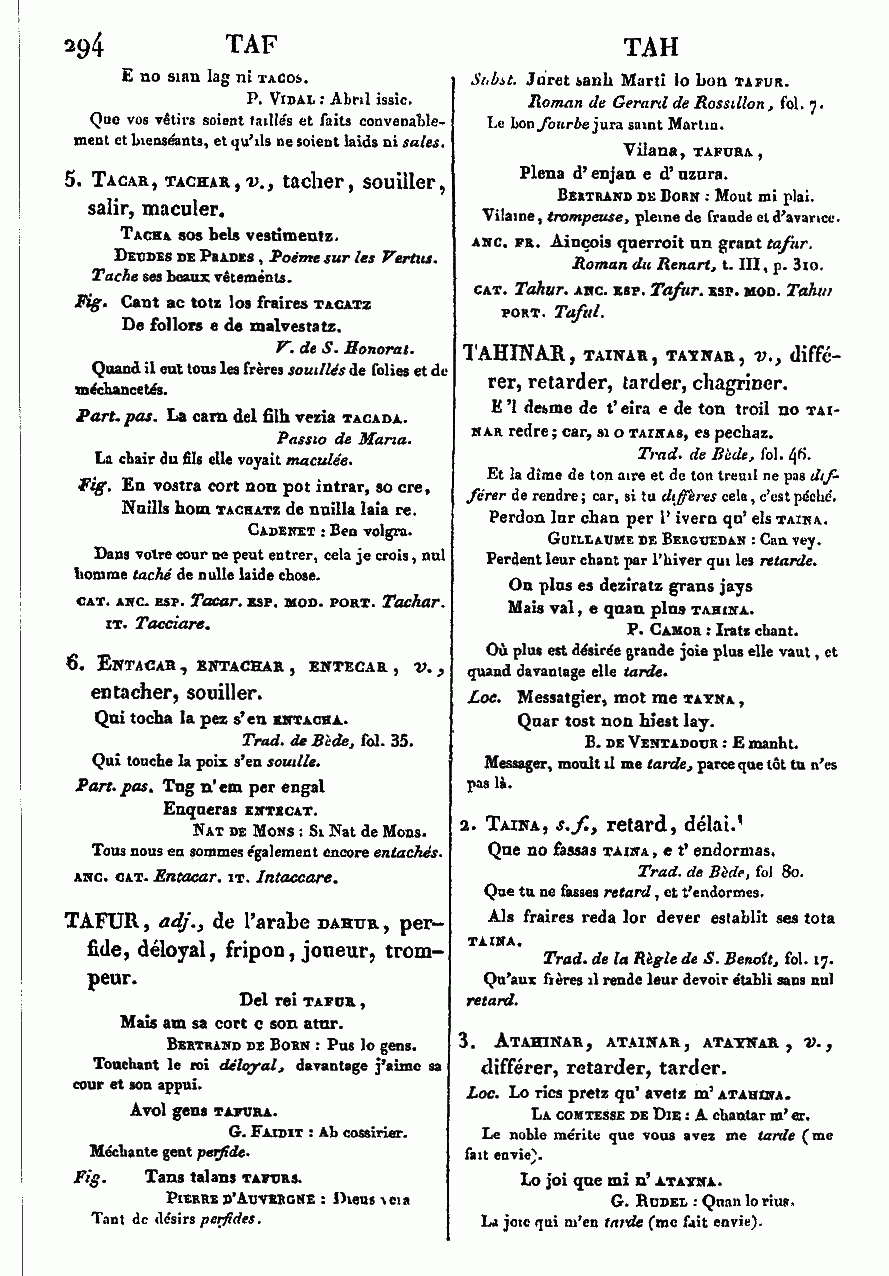 294 TAF TAH
E no sian lag ni TACOS.
P. VIDAL : Abril issic.
Que vos vêtirs soient taillés et faits convenable-
ment et bienséants, et qu'ils ne soient laids ni sales.
5. TACAR, TACHAR, v., tacher, souiller,
salir, maculer.
TACHA sos bels vestimentz.
DEUDES DE PRADES, Poëme sur les Vertus.
Tache ses beaux vêtements.
Fig. Cant ac totz los fraires TACATZ
De follors e de malvestatz.
V. de S. Honorat.
Quand il eut tous les frères souillés de folies et de
méchancetés.
Part. pas. La carn del filh vezia TACADA.
Passio de Maria.
La chair du fils elle voyait maculée.
Fig. En vostra cort non pot intrar, so cre,
Nuills hom TACHATZ de nuilla laia re.
CADENET : Ben volgra.
Dans votre cour ne peut entrer, cela je crois, nul
homme taché de nulle laide chose.
CAT. ANC. ESP. Tacar. ESP. MOD. PORT. Tachar.
IT. Tacciare.
6. ENTACAR, ENTACHAR, ENTECAR, v.,
entacher, souiller.
Qui tocha la pez s'en ENTACHA.
Trad. de Bède, fol. 35.
Qui touche la poix s'en souille.
Part. pas. Tug n'em per engal
Enqueras ENTECAT.
NAT DE MONS : Si Nat de Mons.
Tous nous en sommes également encore entachés.
ANC. CAT. Entacar. IT. Intaccare.
TAFUR, adj., de l'arabe DAHUR, per-
fide, déloyal, fripon, joueur, trom-
peur.
Del rei TAFUR,
Mais am sa cort e son atur.
BERTRAND DE BORN : Pus lo gens.
Touchant le roi déloyal, davantage j'aime sa
cour et son appui.
Avol gens TAFURA.
G. FAIDIT : Ab cossirier.
Méchante gent perfide.
Fig. Tans talans TAFURS.
PIERRE D'AUVERGNE : Dieus veia
Tant de désirs perfides.
Subst. Juret sanh Marti lo bon TAFUR.
Roman de Gerard de Rossillon, fol. 7.
Le bon fourbe jura saint Martin.
Vilana, TAFURA,
Plena d'enjan e d'uzura.
BERTRAND DE BORN : Mout mi plai.
Vilaine, trompeuse, pleine de fraude et d'avarice.
ANC. FR. Ainçois querroit un grant tafur.
Roman du Renart, t. III, p. 310.
CAT. Tahur. ANC. ESP. Tafur. ESP. MOD. Tahur
PORT. Taful.
TAHINAR, TAINAR, TAYNAR, v., diffé-
rer, retarder, tarder, chagriner.
E'l desme de t'eira e de ton troil no TAI-
NAR redre; car, si o TAINAS, es pechaz.
Trad. de Bède, fol. 46.
Et la dîme de ton aire et de ton treuil ne pas dif-
férer de rendre; car, si tu diffères cela, c'est péché.
Perdon lur chan per l'ivern qu'els TAINA.
GUILLAUME DE BERGUEDAN : Can vey.
Perdent leur chant par l'hiver qui les retarde.
On plus es deziratz grans jays
Mais val, e quan plus TAHINA.
P. CAMOR : Iratz chant.
Où plus est désirée grande joie plus elle vaut, et
quand davantage elle tarde.
Loc. Messatgier, mot me TAYNA,
Quar tost non hiest lay.
B. DE VENTADOUR : E manht.
Messager, moult il me tarde, parce que tôt tu n'es
pas là.
2. TAINA, s. f., retard, délai.
Que no fassas TAINA, e t'endormas.
Trad. de Bède, fol 80.
Que tu ne fasses retard, et t'endormes.
Als fraires reda lor dever establit ses tota
TAINA.
Trad. de la Règle de S. Benoît, fol. 17.
Qu'aux frères il rende leur devoir établi sans nul
retard.
3. ATAHINAR, ATAINAR, ATAYNAR, v.,
différer, retarder, tarder.
Loc. Lo rics pretz qu'avetz m'ATAHINA.
LA COMTESSE DE DIE : A chantar m'er.
Le noble mérite que vous avez me tarde (me
fait envie).
Lo joi que mi n'ATAYNA.
G. RUDEL : Quan lo rius.
La joie qui m'en tarde (me fait envie).